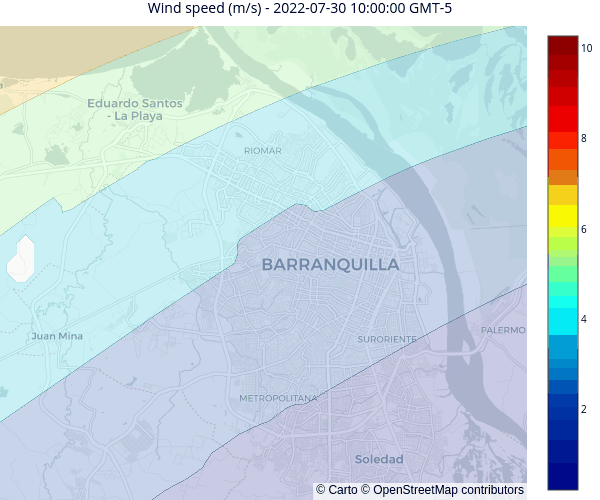 Wind speed (m/s) - 2022-07-30 10:00:00 GMT-5
10
Eduardo Santos
- La Playa
RIOMAR
8
6
BARRANQUILLA
4
Juan Mina
SURORIENTE
PALERMO
METROPOLITANA
2
Soledad
© Carto © OpenStreetMap contributors